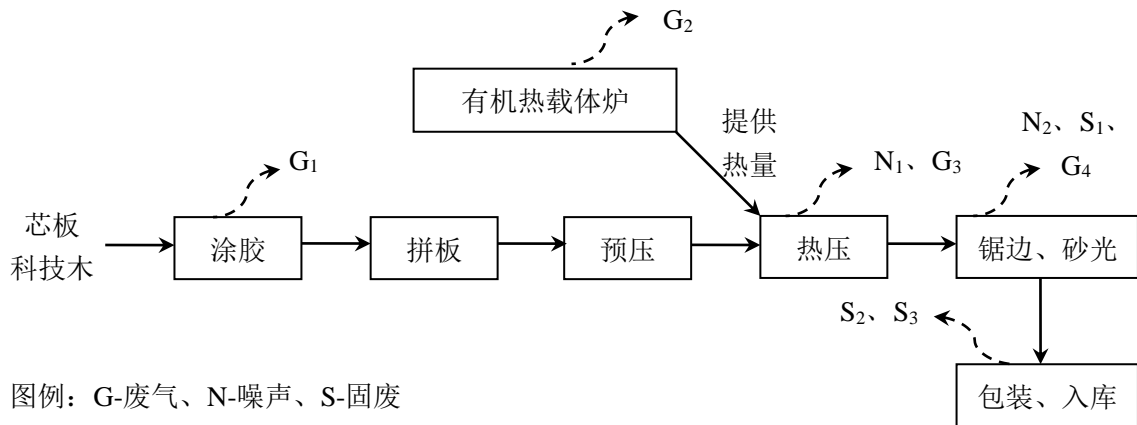 G₂
有机热载体炉
提供
热量
N₂、S₁、
G₄
G₁
N₁、G₃
芯板
科技木
涂胶
拼板
预压
热压
锯边、砂光
S₂、S₃
包装、入库
图例：G-废气、N-噪声、S-固废